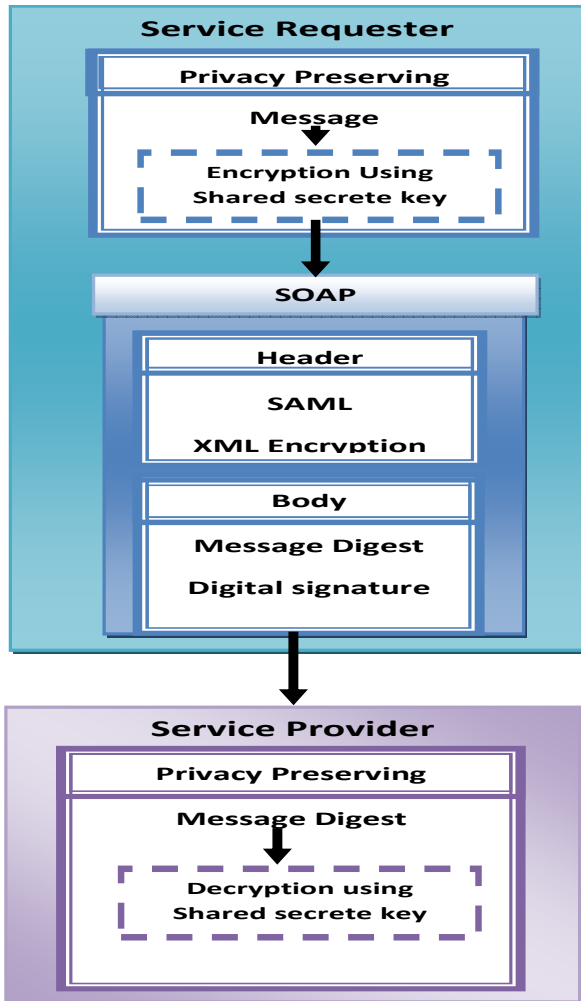 Service Requester
Privacy Preserving
Message
Encryption Using
Shared secrete key
SOAP
Header
SAML
XML Encryption
Body
Message Digest
Digital signature
Service Provider
Privacy Preserving
Message Digest
Decryption using
Shared secrete key